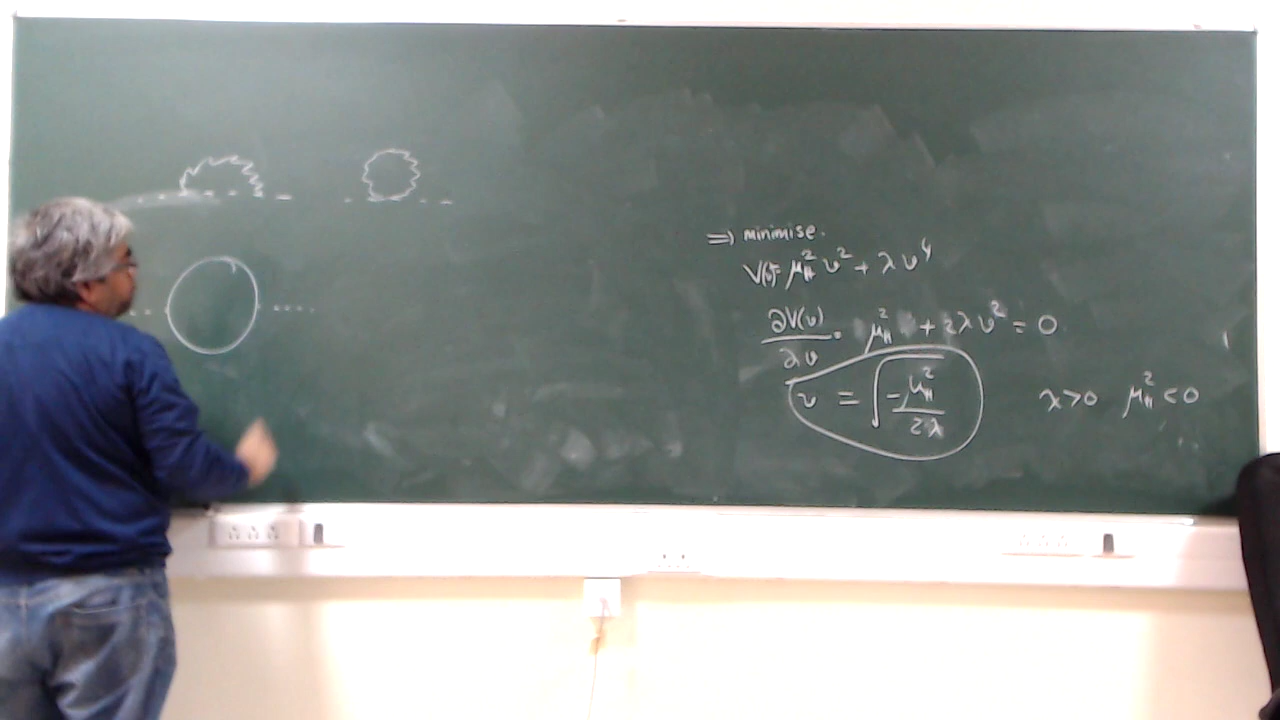 ⇒ minimise.
V(v)= μ_H² v² + λ v⁴
∂V(v)/∂v = μ_H² + 2λ v² = 0
v = √(-μ_H²/2λ) λ>0 μ_H² <0